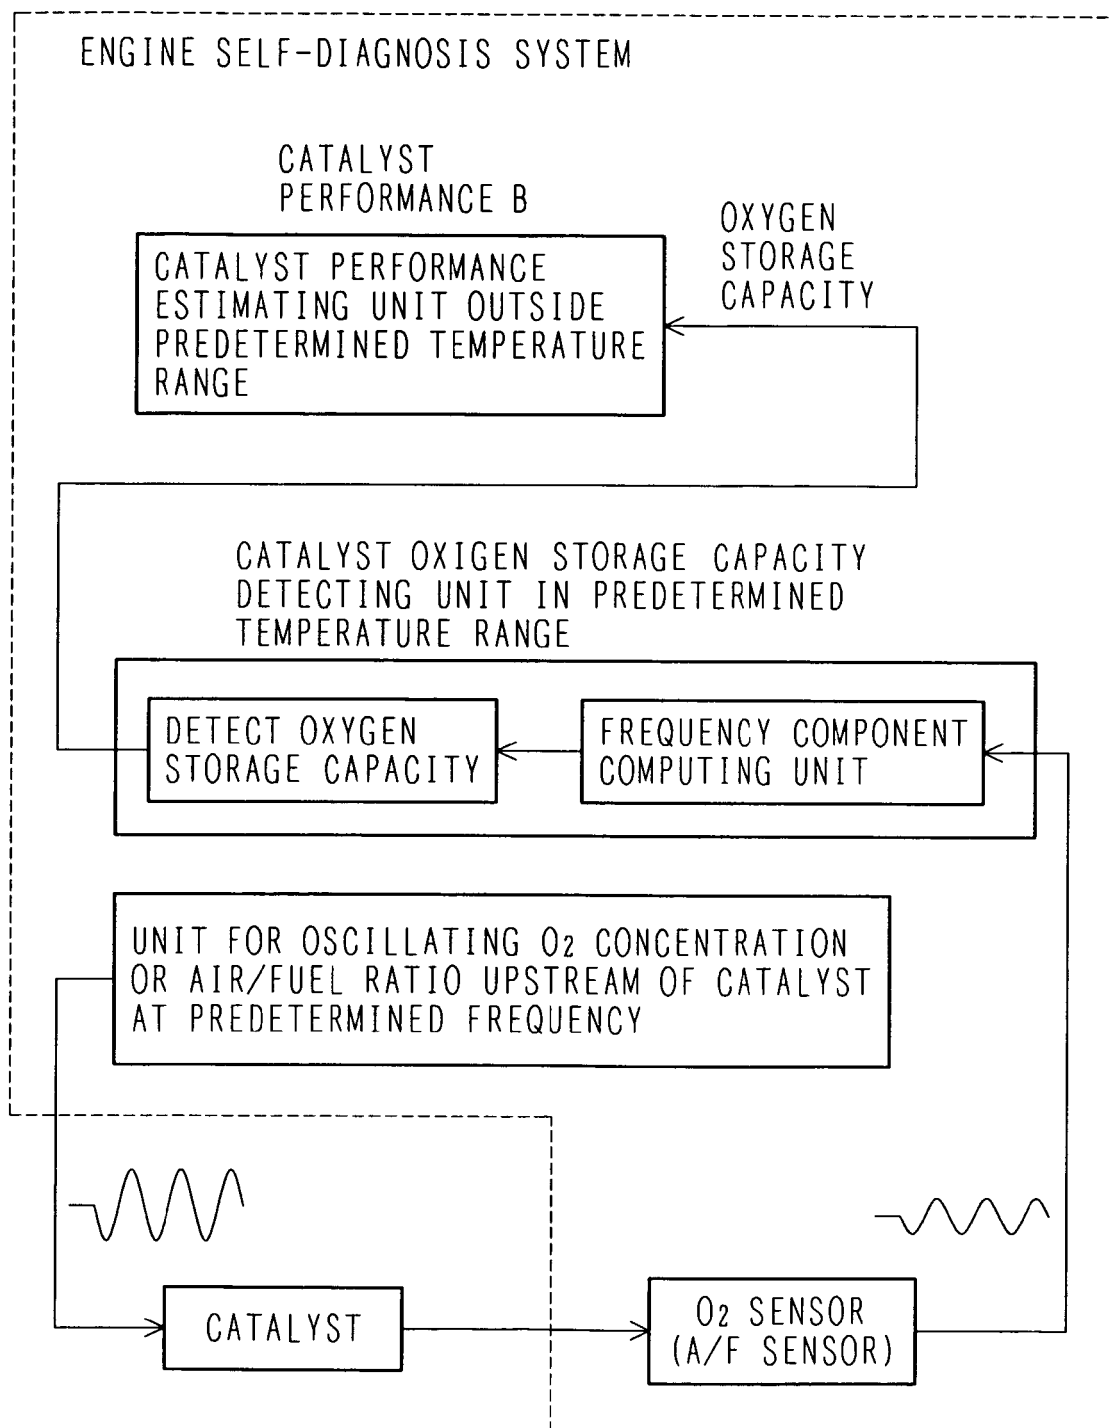 ENGINE SELF-DIAGNOSIS SYSTEM
CATALYST
PERFORMANCE B
OXYGEN
STORAGE
CAPACITY
CATALYST PERFORMANCE
ESTIMATING UNIT OUTSIDE
PREDETERMINED TEMPERATURE
RANGE
CATALYST OXIGEN STORAGE CAPACITY
DETECTING UNIT IN PREDETERMINED
TEMPERATURE RANGE
DETECT OXYGEN
STORAGE CAPACITY
FREQUENCY COMPONENT
COMPUTING UNIT
UNIT FOR OSCILLATING O2 CONCENTRATION
OR AIR/FUEL RATIO UPSTREAM OF CATALYST
AT PREDETERMINED FREQUENCY
CATALYST
O2 SENSOR
(A/F SENSOR)